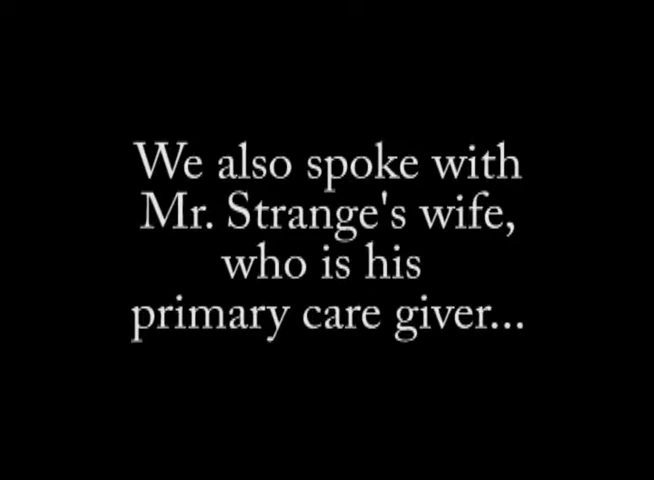 We also spoke with
Mr. Strange's wife,
who is his
primary care giver...